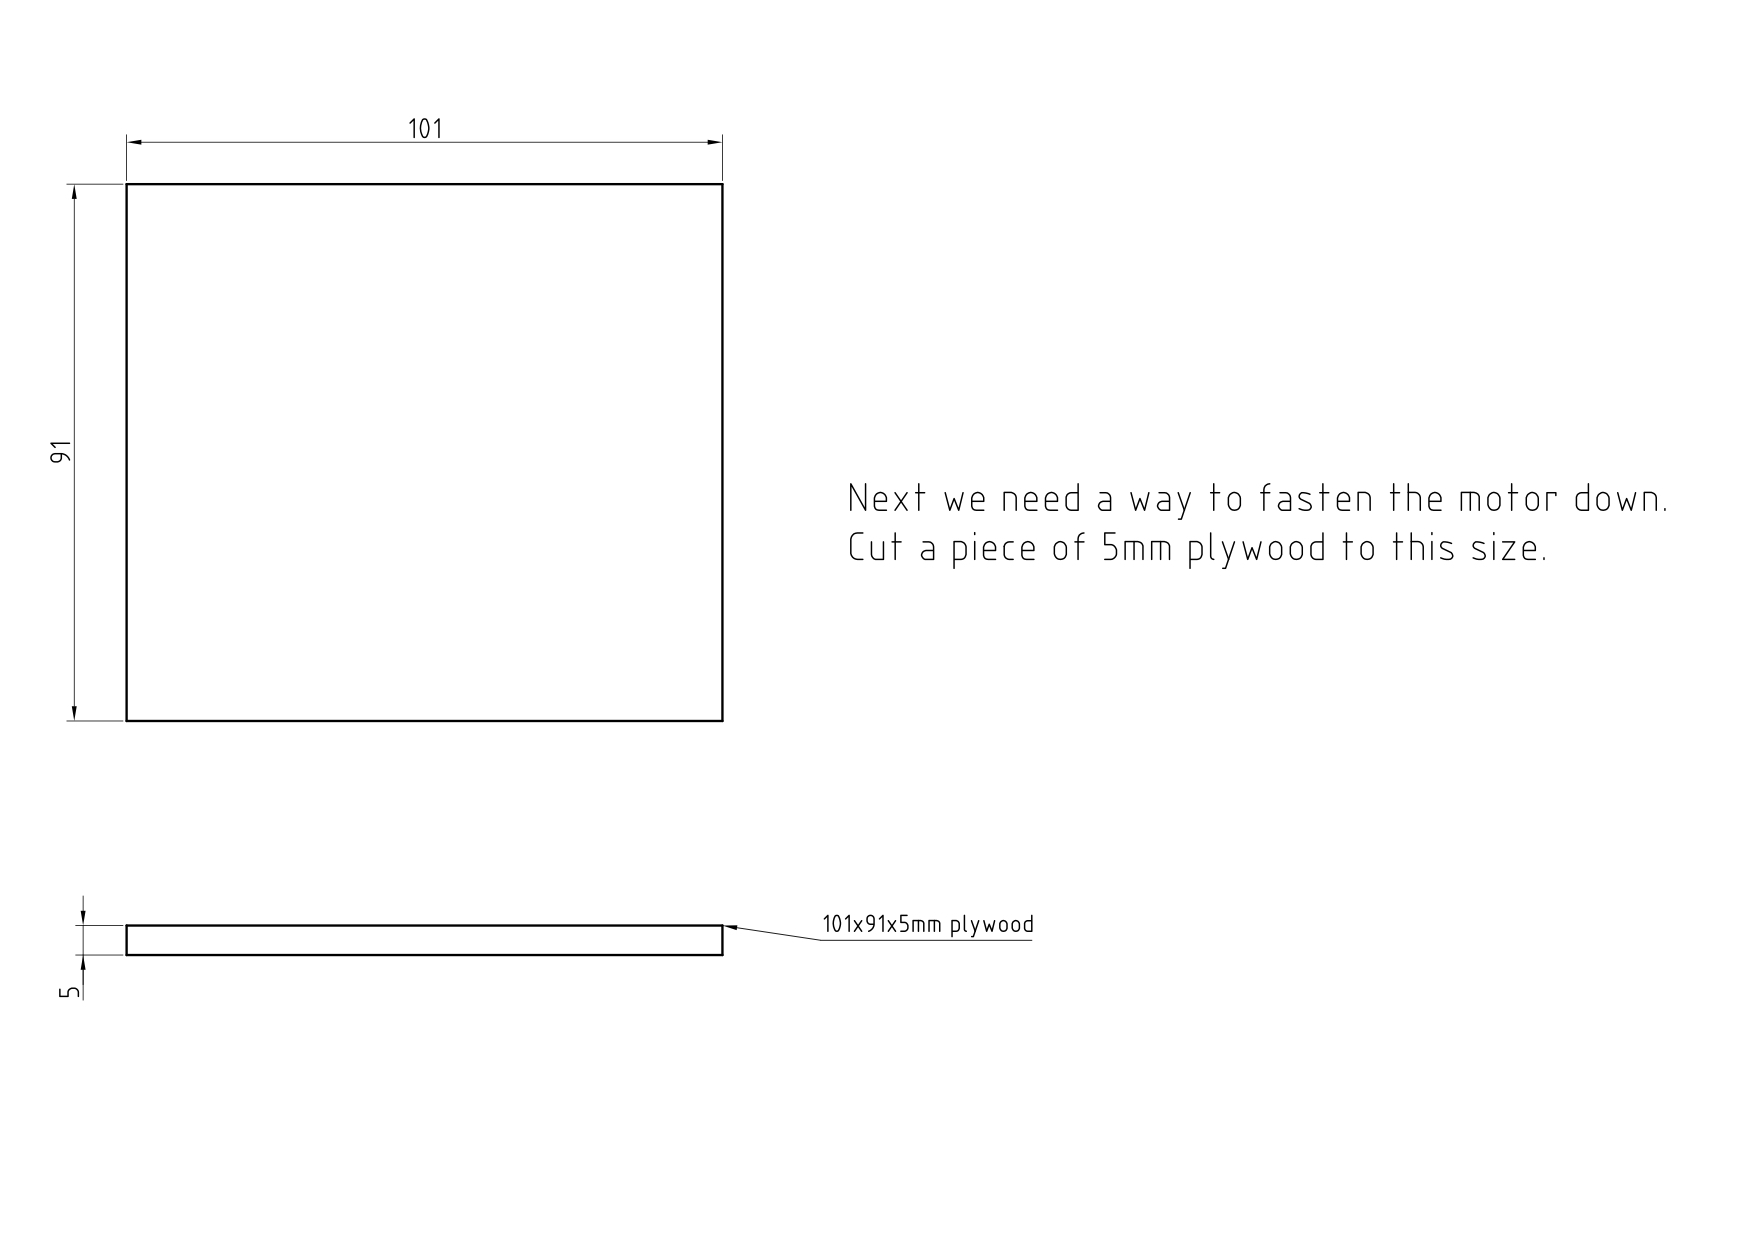 101
91
Next we need a way to fasten the motor down.
Cut a piece of 5mm plywood to this size.
101x91x5mm plywood
5